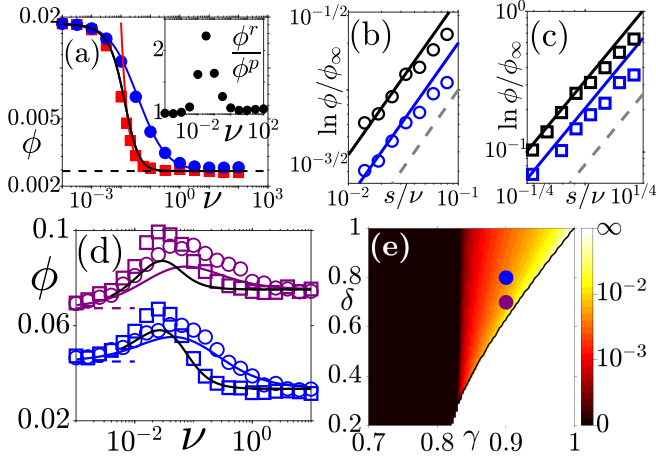 0.02
0.005
0.002
ϕ
(a)
2
1
ϕ^r
ϕ^p
10^{-2}
ν
10^2
10^{-3}
10^0
ν
10^3
(b)
10^{-1/2}
10^{-3/2}
ln ϕ/ϕ_∞
10^{-2}
s/ν
10^{-1}
(c)
10^0
10^{-1}
ln ϕ/ϕ_∞
10^{-1/4}
s/ν
10^{1/4}
(d)
0.1
0.06
0.02
ϕ
10^{-2}
ν
10^0
(e)
1
0.8
δ
0.4
0.2
0.7
0.8
γ
0.9
1
∞
10^{-2}
10^{-3}
0